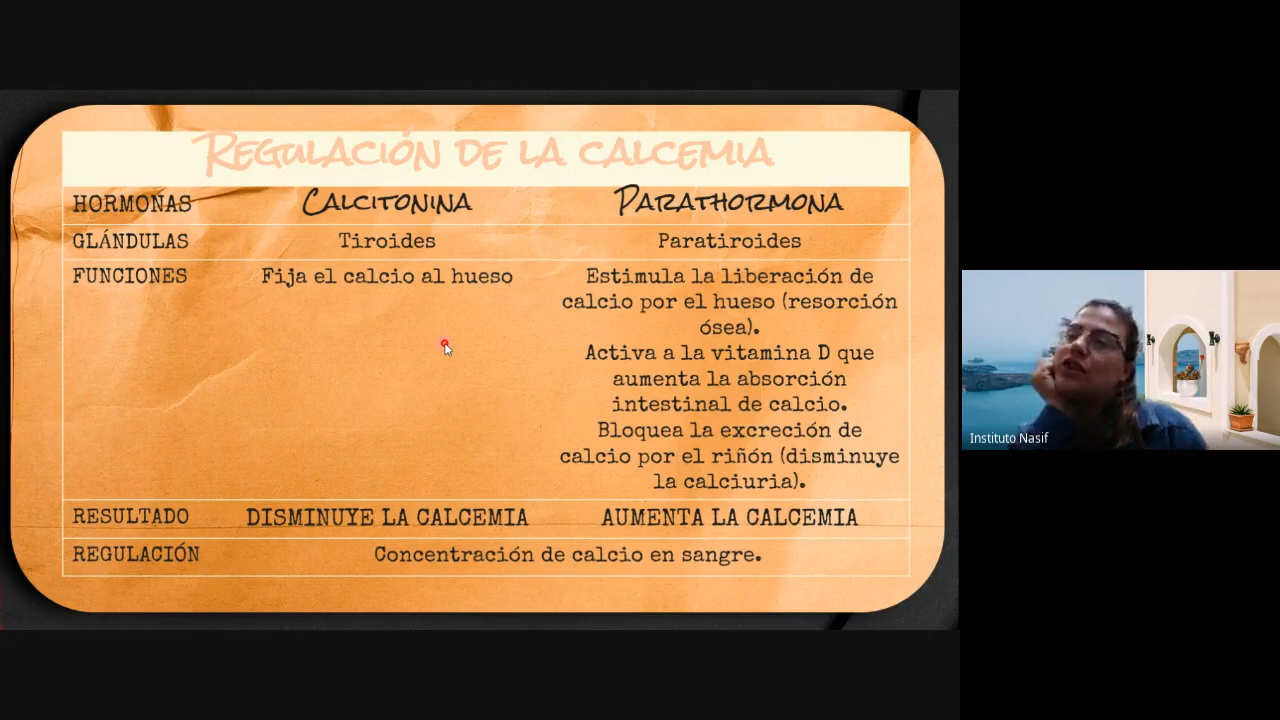 Regulación de la calcemia
HORMONAS Calcitonina Parathormona
GLÁNDULAS Tiroides Paratiroides
FUNCIONES Fija el calcio al hueso Estimula la liberación de
calcio por el hueso (resorción
ósea).
Activa a la vitamina D que
aumenta la absorción
intestinal de calcio.
Bloquea la excreción de
calcio por el riñón (disminuye
la calciuria).
RESULTADO DISMINUYE LA CALCEMIA AUMENTA LA CALCEMIA
REGULACIÓN Concentración de calcio en sangre.
Instituto Nasif